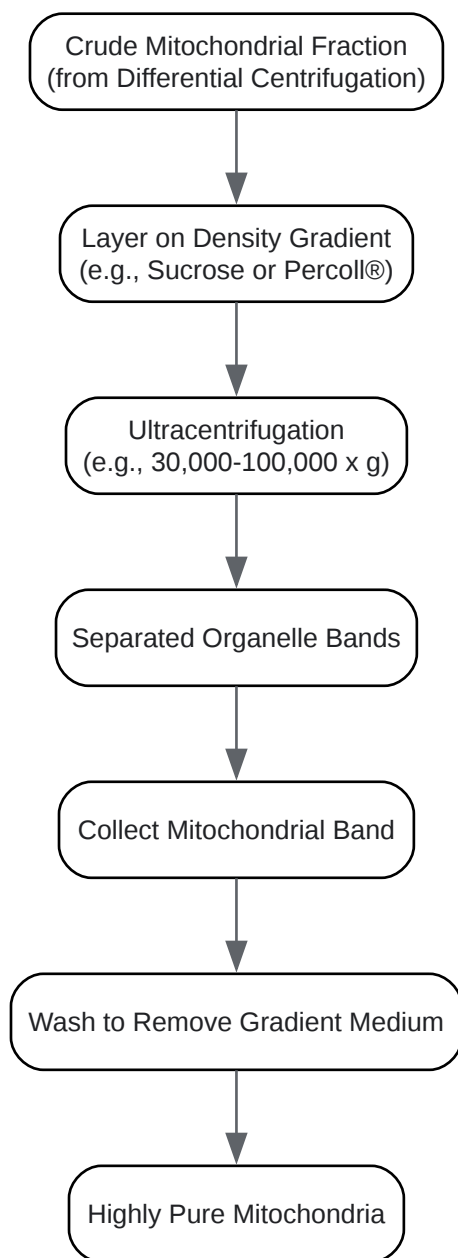 Crude Mitochondrial Fraction
(from Differential Centrifugation)
Layer on Density Gradient
(e.g., Sucrose or Percoll®)
Ultracentrifugation
(e.g., 30,000-100,000 x g)
Separated Organelle Bands
Collect Mitochondrial Band
Wash to Remove Gradient Medium
Highly Pure Mitochondria